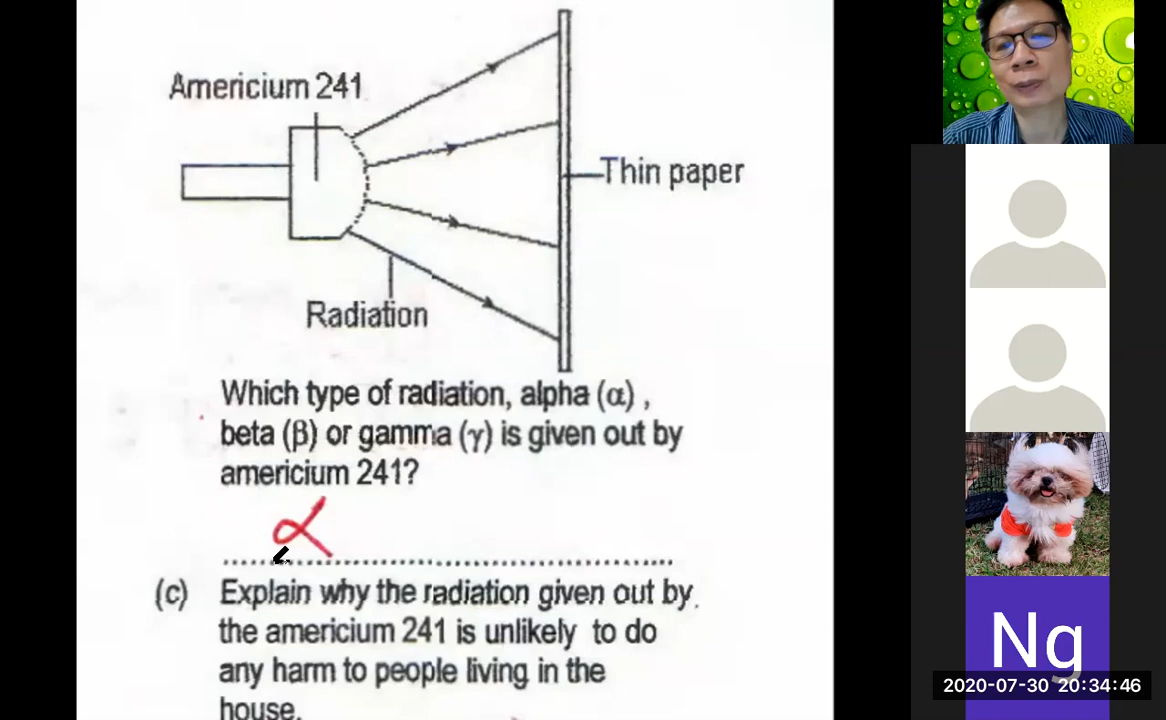 Americium 241
Thin paper
Radiation
Which type of radiation, alpha (α) ,
beta (β) or gamma (γ) is given out by
americium 241?
α
(c) Explain why the radiation given out by
the americium 241 is unlikely to do
any harm to people living in the
house.
Ng
2020-07-30 20:34:46